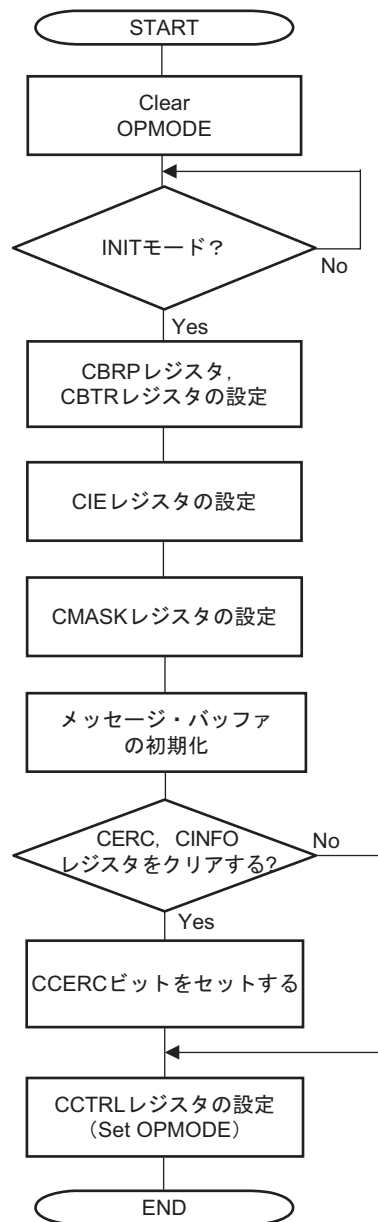 START
Clear
OPMODE
INITモード？
No
Yes
CBRPレジスタ，
CBTRレジスタの設定
CIEレジスタの設定
CMASKレジスタの設定
メッセージ・バッファ
の初期化
CERC，CINFO
レジスタをクリアする?
No
Yes
CCERCビットをセットする
CCTRLレジスタの設定
（Set OPMODE）
END